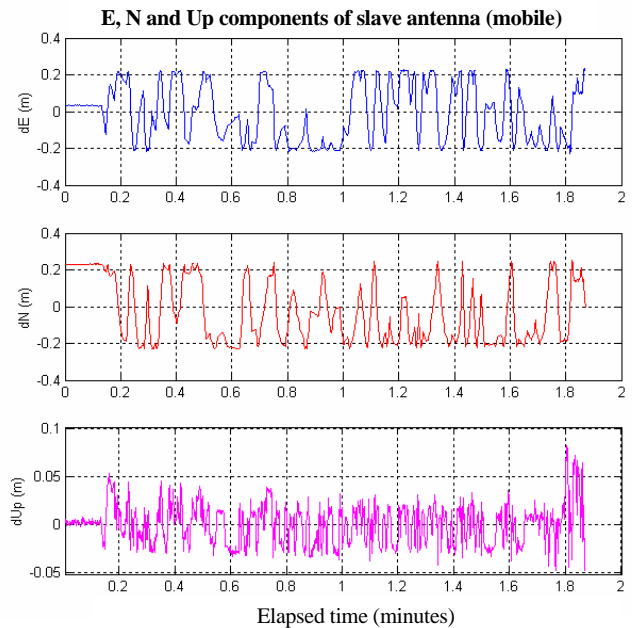 E, N and Up components of slave antenna (mobile)
0.4
0.2
0
-0.2
-0.4
dE (m)
0 0.2 0.4 0.6 0.8 1 1.2 1.4 1.6 1.8 2
0.4
0.2
0
-0.2
-0.4
dN (m)
0 0.2 0.4 0.6 0.8 1 1.2 1.4 1.6 1.8 2
0.1
0.05
0
-0.05
dUp (m)
0.2 0.4 0.6 0.8 1 1.2 1.4 1.6 1.8 2
Elapsed time (minutes)